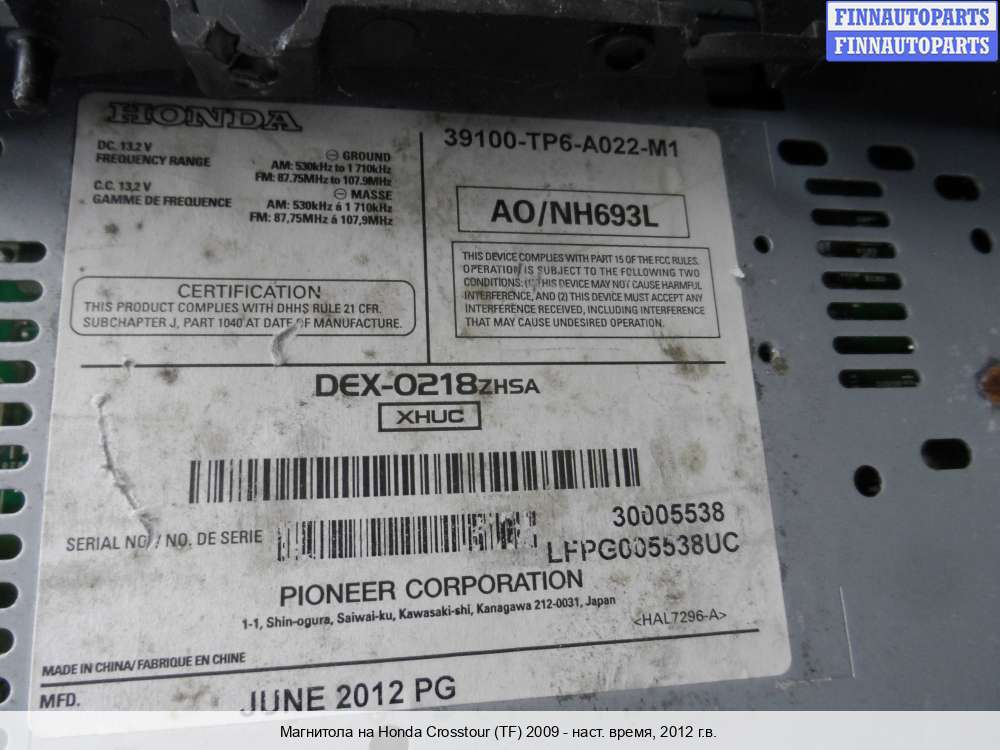 FINNAUTOPARTS
FINNAUTOPARTS
HONDA
DC. 13.2 V
FREQUENCY RANGE
⊖ GROUND
AM: 530kHz to 1 710kHz
FM: 87.75MHz to 107.9MHz
C.C. 13,2 V
GAMME DE FREQUENCE
⊖ MASSE
AM: 530kHz á 1 710kHz
FM: 87,75MHz á 107,9MHz
CERTIFICATION
THIS PRODUCT COMPLIES WITH DHHS RULE 21 CFR.
SUBCHAPTER J, PART 1040 AT DATE OF MANUFACTURE.
39100-TP6-A022-M1
AO/NH693L
THIS DEVICE COMPLIES WITH PART 15 OF THE FCC RULES.
OPERATION IS SUBJECT TO THE FOLLOWING TWO
CONDITIONS: (1) THIS DEVICE MAY NOT CAUSE HARMFUL
INTERFERENCE, AND (2) THIS DEVICE MUST ACCEPT ANY
INTERFERENCE RECEIVED, INCLUDING INTERFERENCE
THAT MAY CAUSE UNDESIRED OPERATION.
DEX-0218ZHSA
XHUC
SERIAL NO. / NO. DE SERIE
30005538
LFPG005538UC
PIONEER CORPORATION
1-1, Shin-ogura, Saiwai-ku, Kawasaki-shi, Kanagawa 212-0031, Japan
<HAL7296-A>
MADE IN CHINA/ FABRIQUE EN CHINE
MFD.
JUNE 2012 PG
Магнитола на Honda Crosstour (TF) 2009 - наст. время, 2012 г.в.